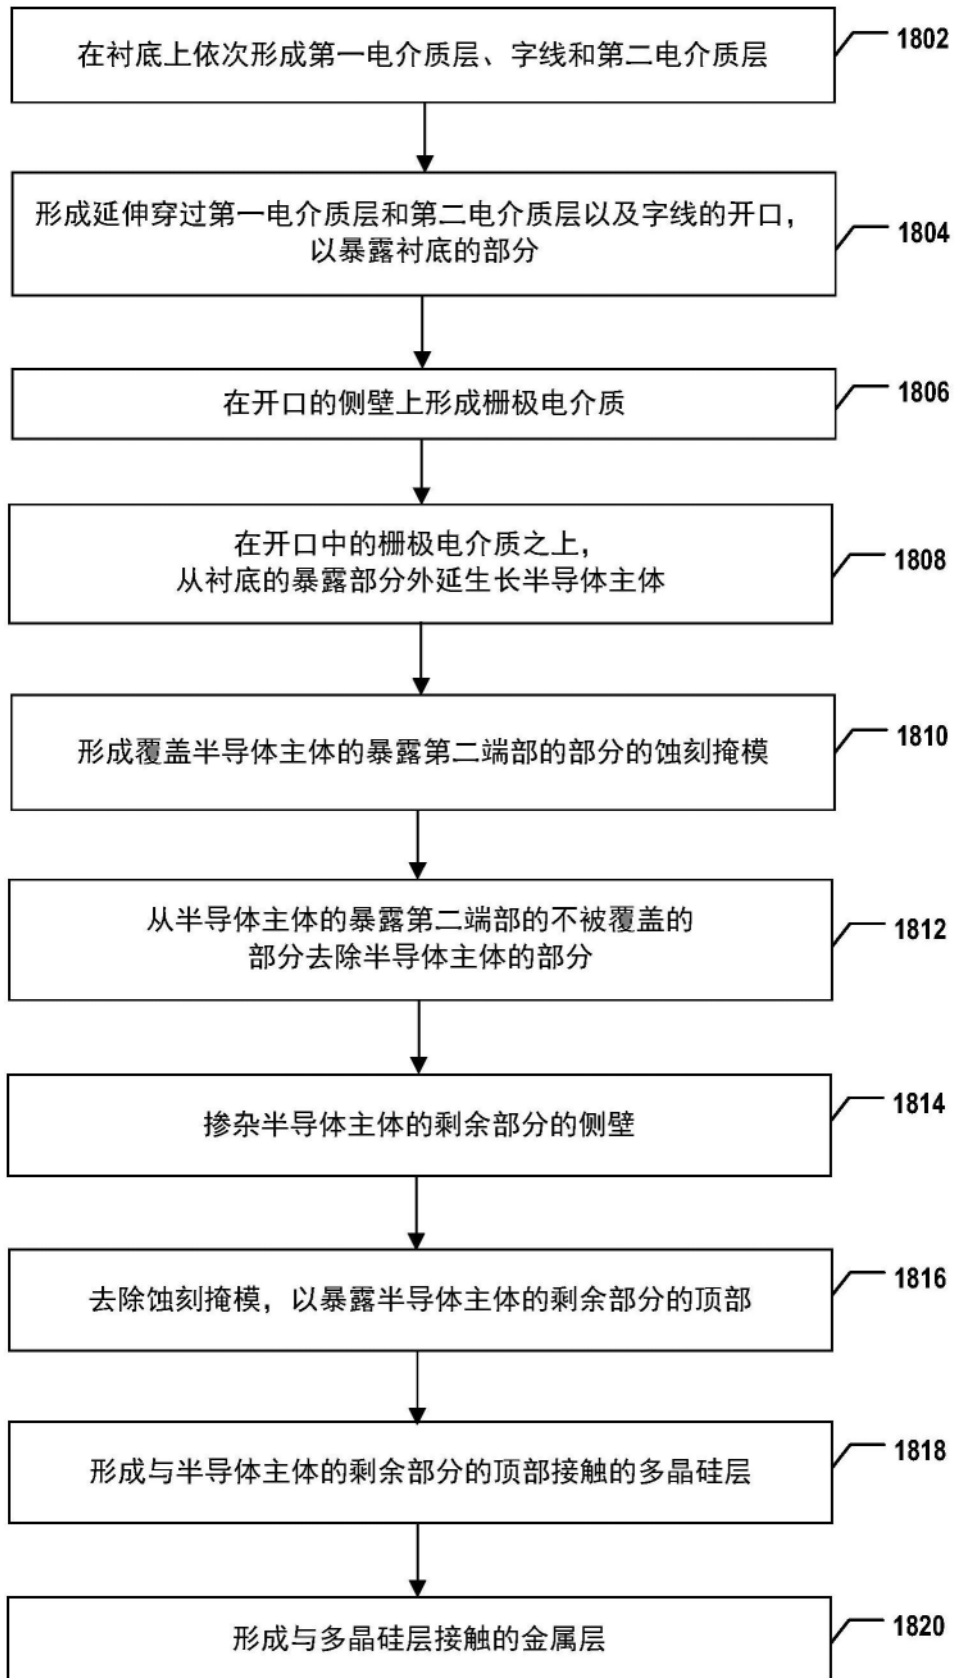 在衬底上依次形成第一电介质层、字线和第二电介质层
1802
形成延伸穿过第一电介质层和第二电介质层以及字线的开口，
以暴露衬底的部分
1804
在开口的侧壁上形成栅极电介质
1806
在开口中的栅极电介质之上，
从衬底的暴露部分外延生长半导体主体
1808
形成覆盖半导体主体的暴露第二端部的部分的蚀刻掩模
1810
从半导体主体的暴露第二端部的不被覆盖的
部分去除半导体主体的部分
1812
掺杂半导体主体的剩余部分的侧壁
1814
去除蚀刻掩模，以暴露半导体主体的剩余部分的顶部
1816
形成与半导体主体的剩余部分的顶部接触的多晶硅层
1818
形成与多晶硅层接触的金属层
1820